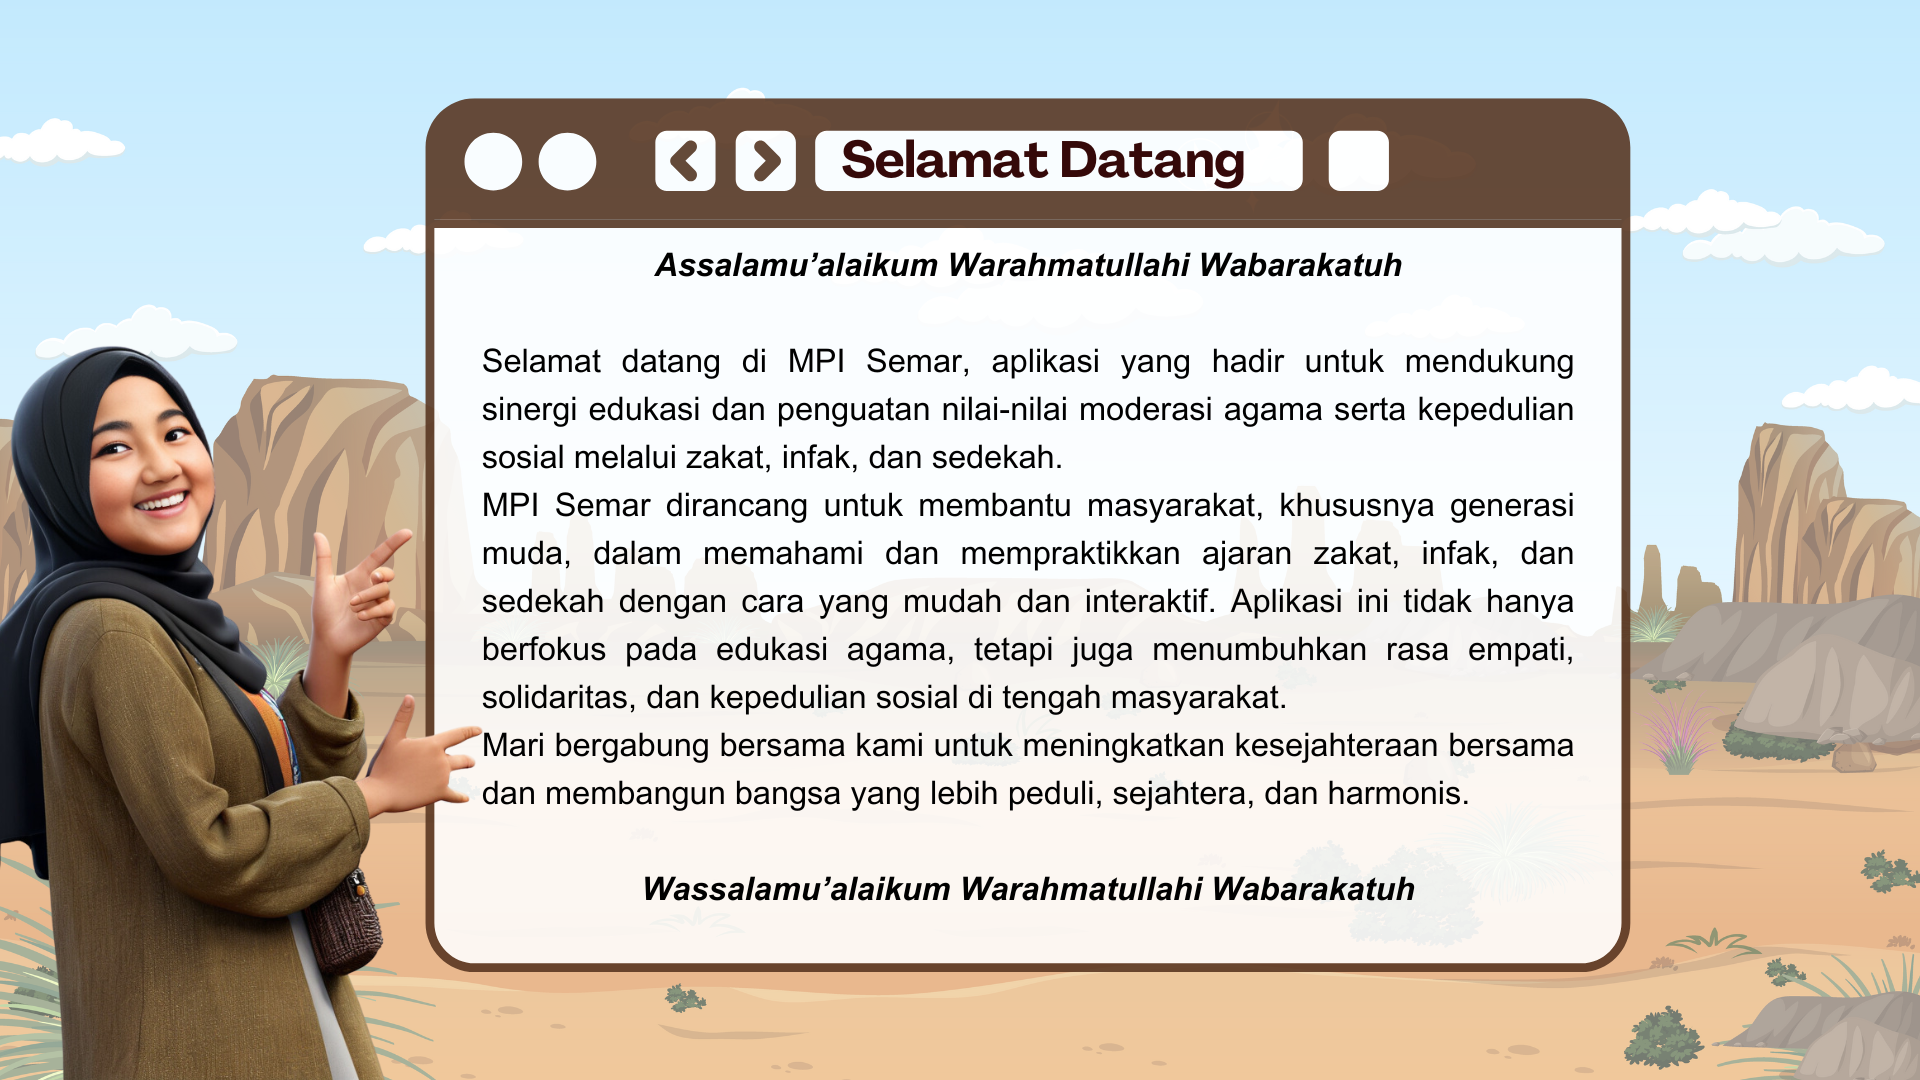 Selamat Datang
Assalamu’alaikum Warahmatullahi Wabarakatuh
Selamat datang di MPI Semar, aplikasi yang hadir untuk mendukung
sinergi edukasi dan penguatan nilai-nilai moderasi agama serta kepedulian
sosial melalui zakat, infak, dan sedekah.
MPI Semar dirancang untuk membantu masyarakat, khususnya generasi
muda, dalam memahami dan mempraktikkan ajaran zakat, infak, dan
sedekah dengan cara yang mudah dan interaktif. Aplikasi ini tidak hanya
berfokus pada edukasi agama, tetapi juga menumbuhkan rasa empati,
solidaritas, dan kepedulian sosial di tengah masyarakat.
Mari bergabung bersama kami untuk meningkatkan kesejahteraan bersama
dan membangun bangsa yang lebih peduli, sejahtera, dan harmonis.
Wassalamu’alaikum Warahmatullahi Wabarakatuh